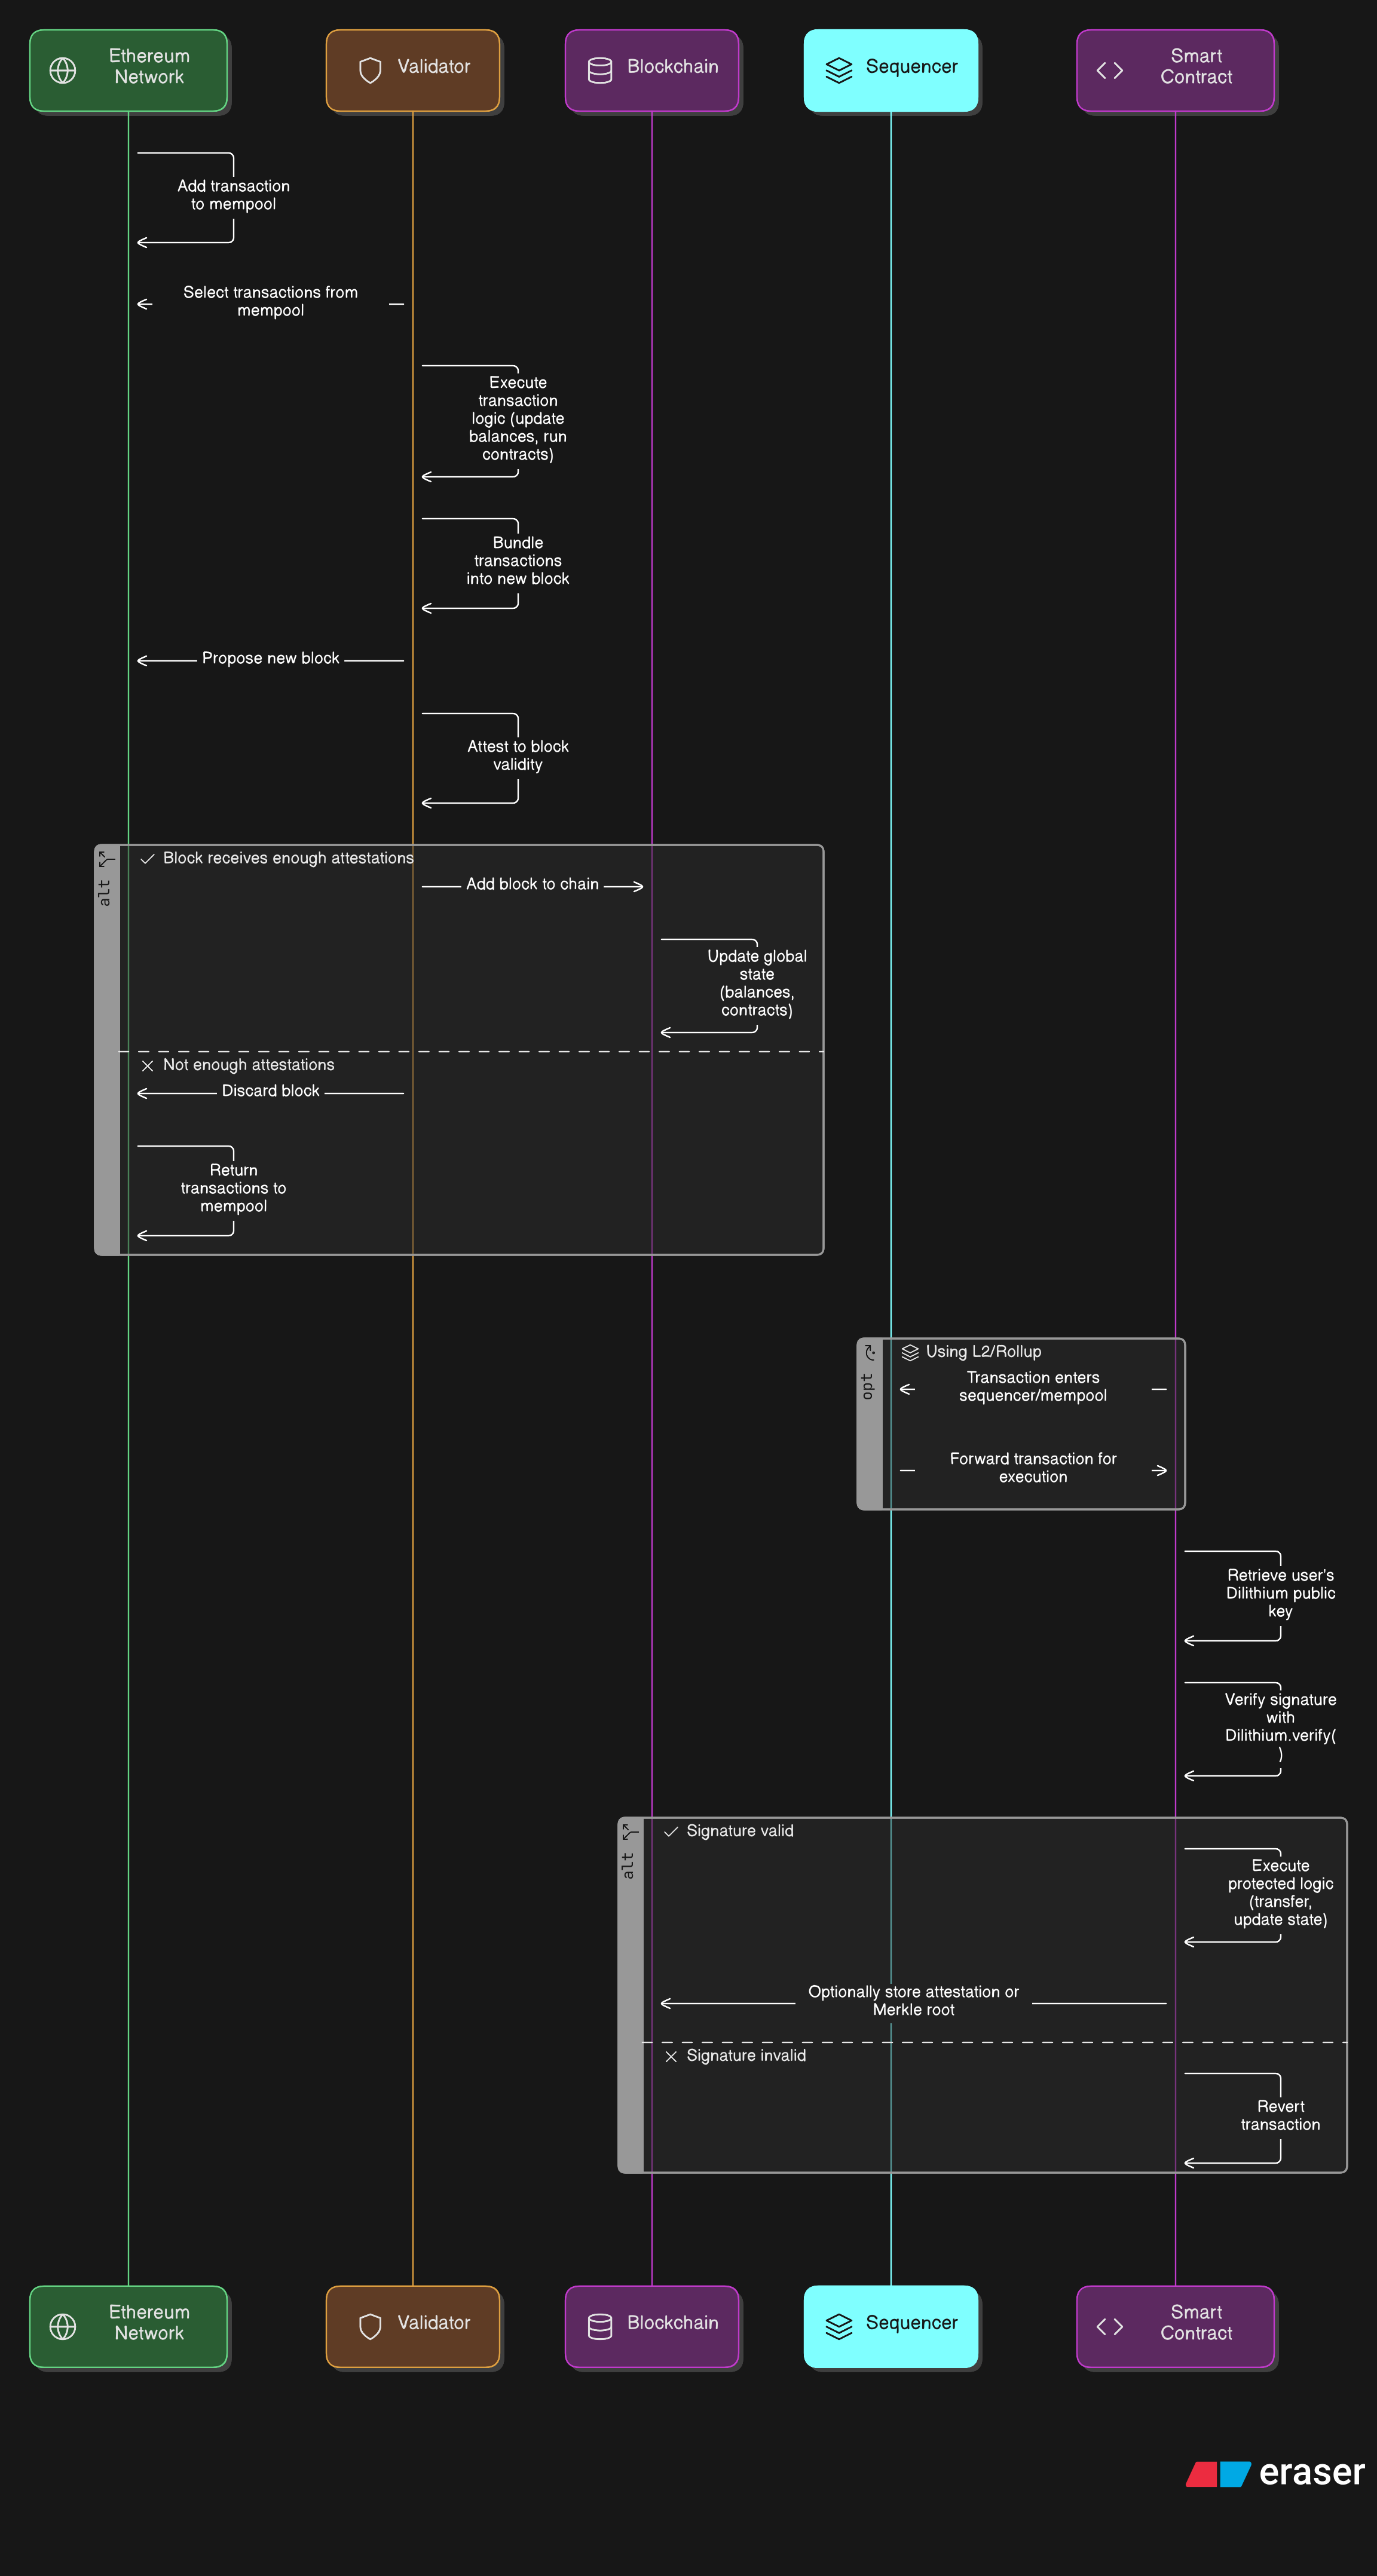 Ethereum
Network
Validator
Blockchain
Sequencer
Smart
Contract
Add transaction
to mempool
Select transactions from
mempool
Execute
transaction
logic (update
balances, run
contracts)
Bundle
transactions
into new block
Propose new block
Attest to block
validity
alt
Block receives enough attestations
Add block to chain
Update global
state
(balances,
contracts)
Not enough attestations
Discard block
Return
transactions to
mempool
opt
Using L2/Rollup
Transaction enters
sequencer/mempool
Forward transaction for
execution
Retrieve user's
Dilithium public
key
Verify signature
with
Dilithium.verify(
)
alt
Signature valid
Execute
protected logic
(transfer,
update state)
Optionally store attestation or
Merkle root
Signature invalid
Revert
transaction
Ethereum
Network
Validator
Blockchain
Sequencer
Smart
Contract
eraser